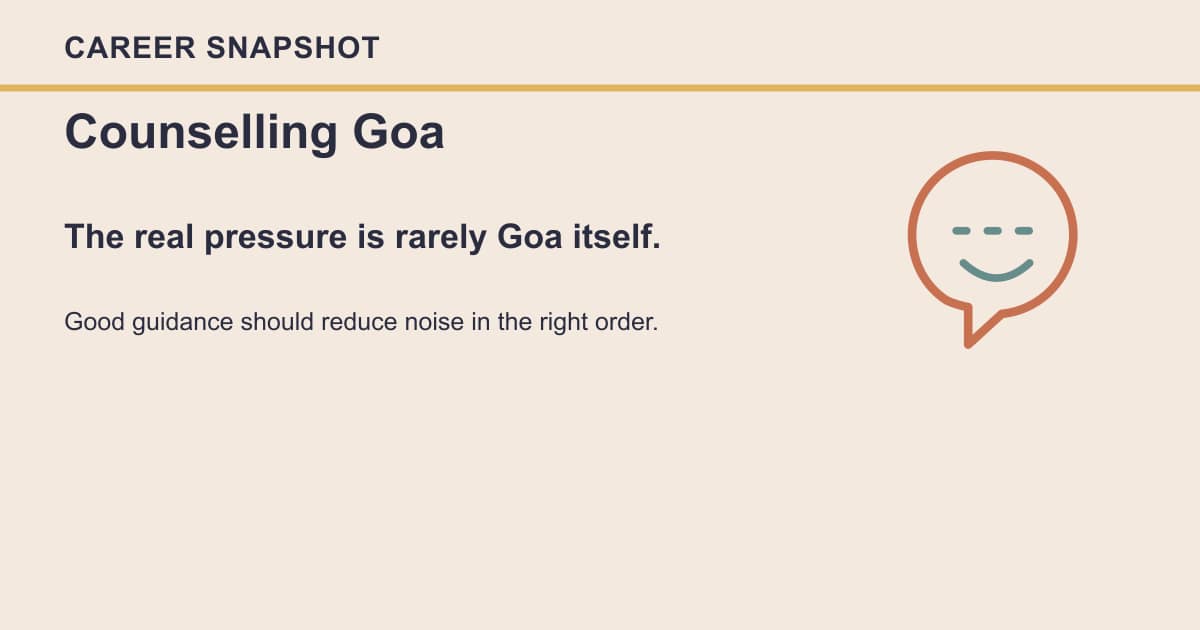 CAREER SNAPSHOT
Counselling Goa
The real pressure is rarely Goa itself.
Good guidance should reduce noise in the right order.